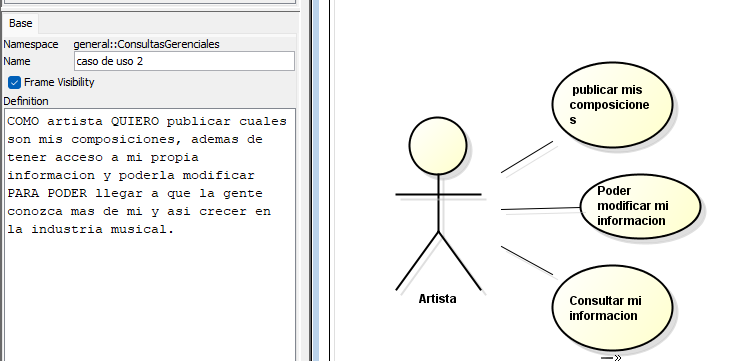 Base
Namespace general::ConsultasGerenciales
Name caso de uso 2
Frame Visibility
Definition
COMO artista QUIERO publicar cuales
son mis composiciones, ademas de
tener acceso a mi propia
informacion y poderla modificar
PARA PODER llegar a que la gente
conozca mas de mi y asi crecer en
la industria musical.
publicar mis
composicione
s
Poder
modificar mi
informacion
Consultar mi
informacion
Artista